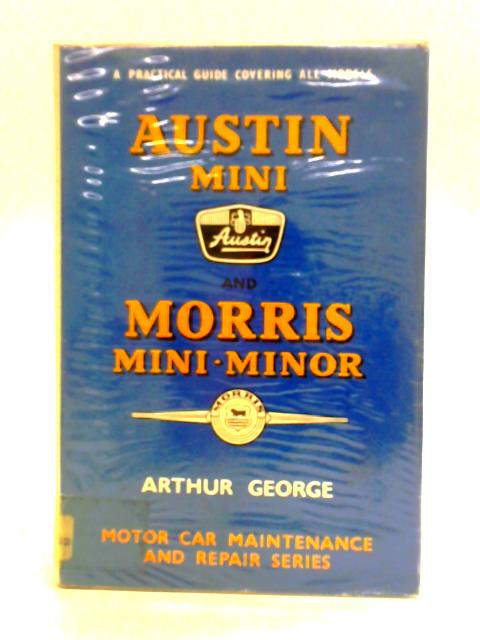 A PRACTICAL GUIDE COVERING ALL MODELS
AUSTIN
MINI
Austin
AND
MORRIS
MINI·MINOR
MORRIS
ARTHUR GEORGE
MOTOR CAR MAINTENANCE
AND REPAIR SERIES